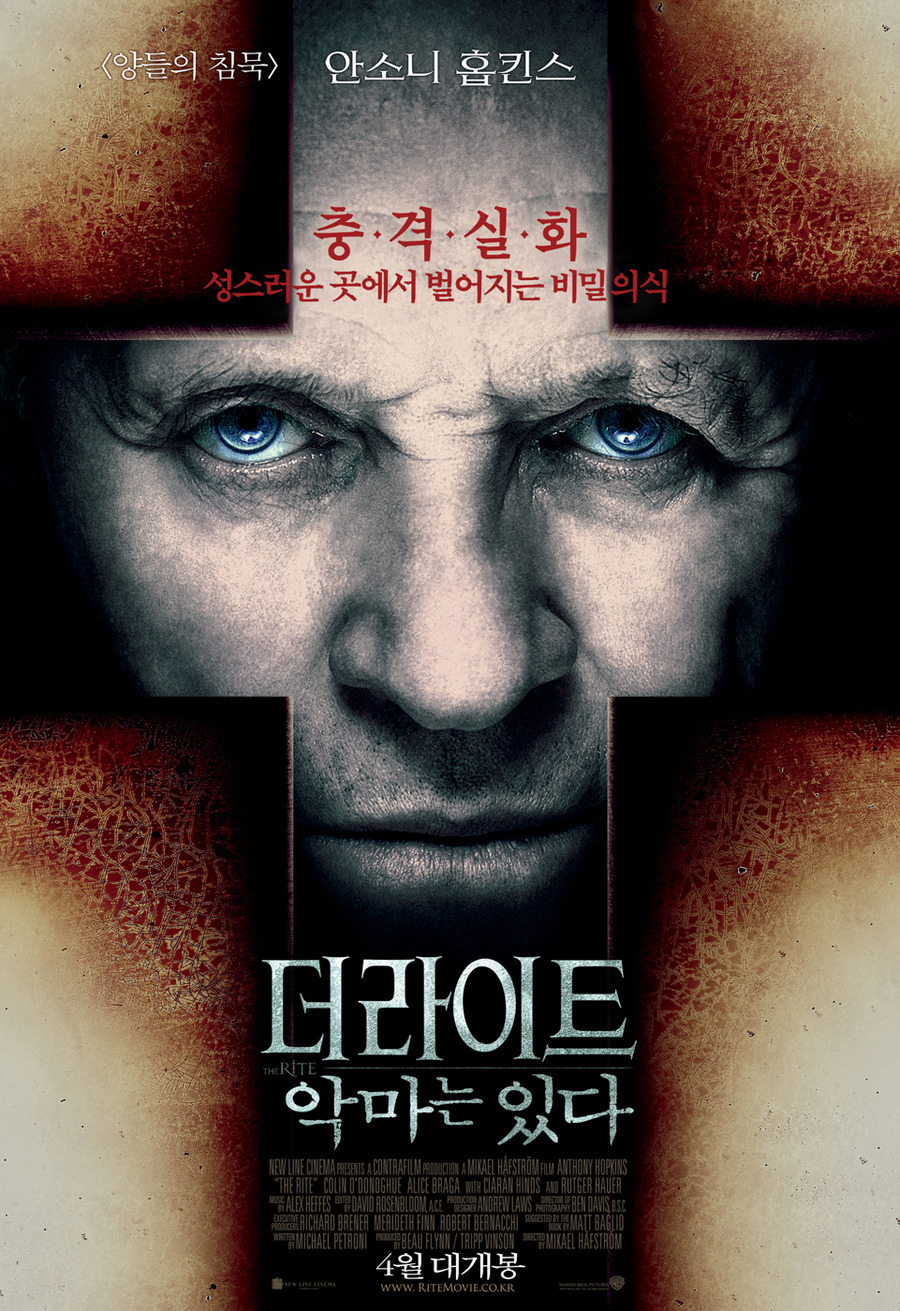 <양들의 침묵> 안소니 홉킨스
충·격·실·화
성스러운 곳에서 벌어지는 비밀의식
더 라이트
THE RiTE
악마는 있다
NEW LINE CINEMA PRESENTS A CONTRAFILM PRODUCTION A MIKAEL HÅFSTRÖM FILM ANTHONY HOPKINS
"THE RITE" COLIN O'DONOGHUE ALICE BRAGA WITH CIARÁN HINDS AND RUTGER HAUER
MUSIC BY ALEX HEFFES EDITED BY DAVID ROSENBLOOM, A.C.E. PRODUCTION DESIGNER ANDREW LAWS DIRECTOR OF PHOTOGRAPHY BEN DAVIS, B.S.C.
EXECUTIVE PRODUCERS RICHARD BRENER MERIDETH FINN ROBERT BERNACCHI SUGGESTED BY THE BOOK BY MATT BAGLIO
WRITTEN BY MICHAEL PETRONI PRODUCED BY BEAU FLYNN / TRIPP VINSON DIRECTED BY MIKAEL HÅFSTRÖM
4월 대개봉
NEW LINE CINEMA
WWW.RITEMOVIE.CO.KR